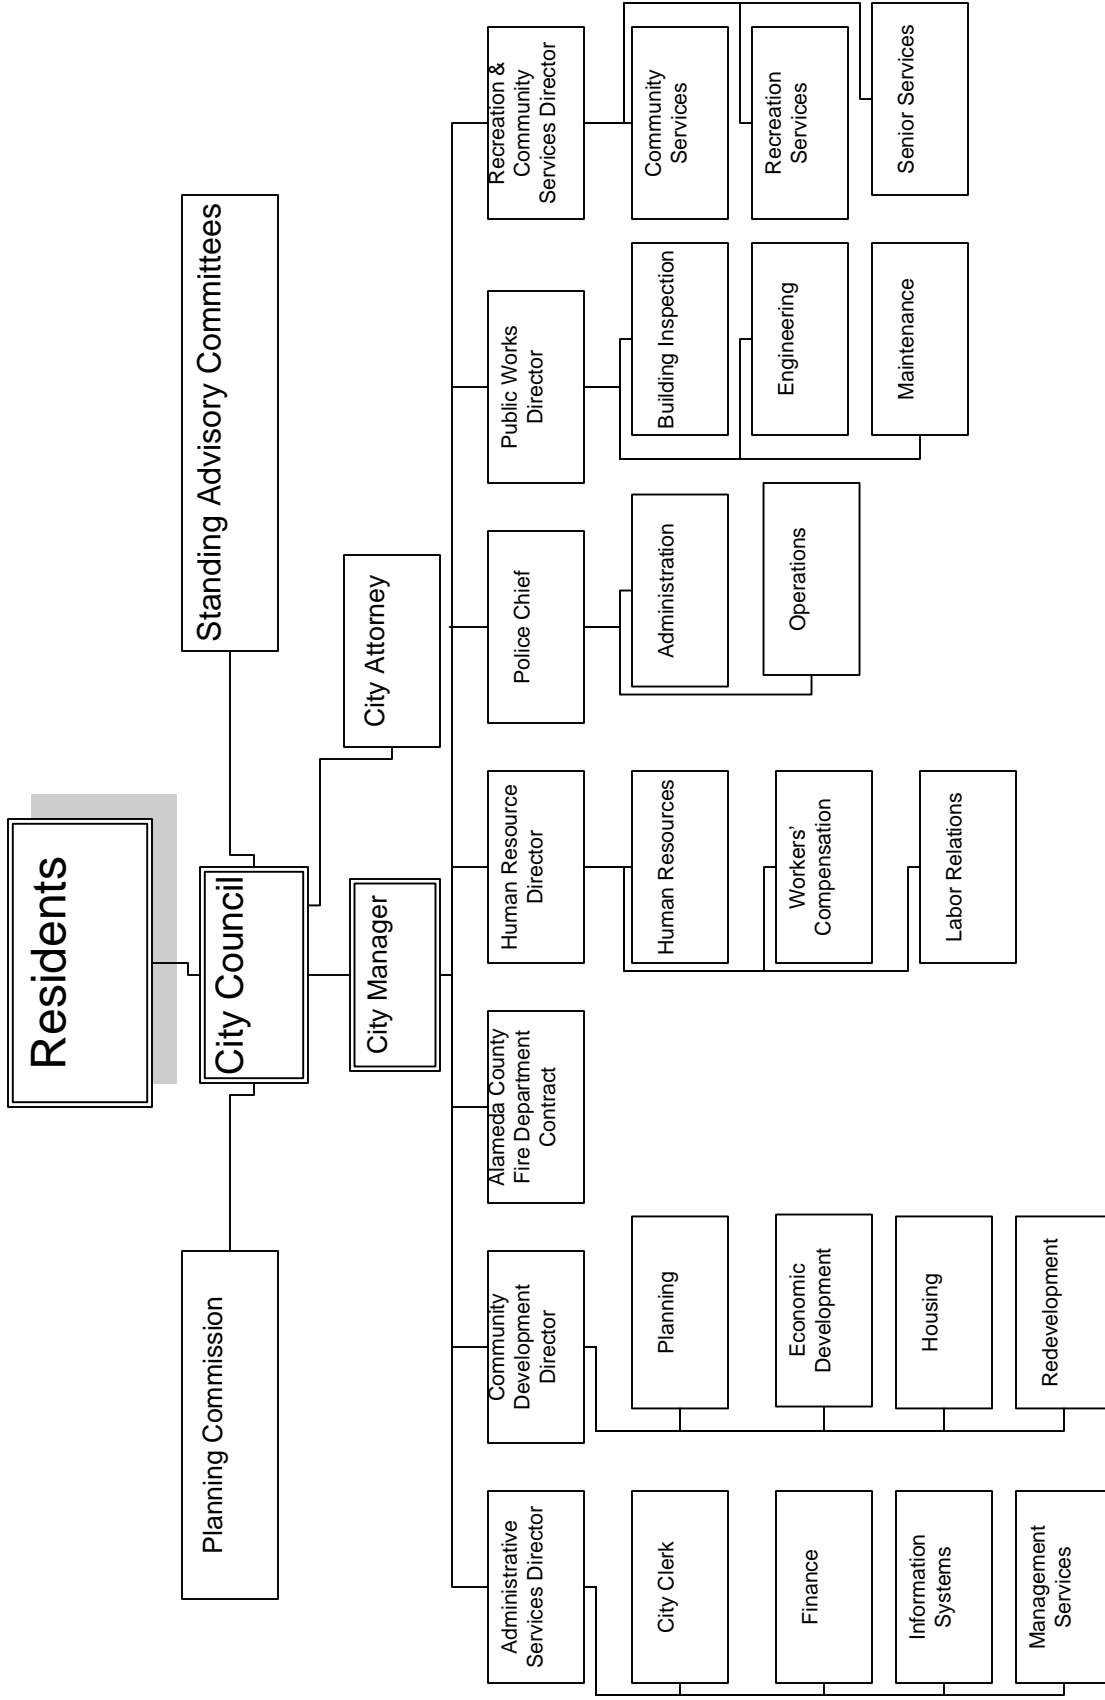 Residents
Planning Commission
City Council
Standing Advisory Committees
City Manager
City Attorney
Administrative
Services Director
Community
Development
Director
Alameda County
Fire Department
Contract
Human Resource
Director
Police Chief
Public Works
Director
Recreation &
Community
Services Director
City Clerk
Planning
Human Resources
Administration
Building Inspection
Community
Services
Finance
Economic
Development
Workers'
Compensation
Operations
Engineering
Recreation
Services
Information
Systems
Housing
Labor Relations
Maintenance
Senior Services
Management
Services
Redevelopment